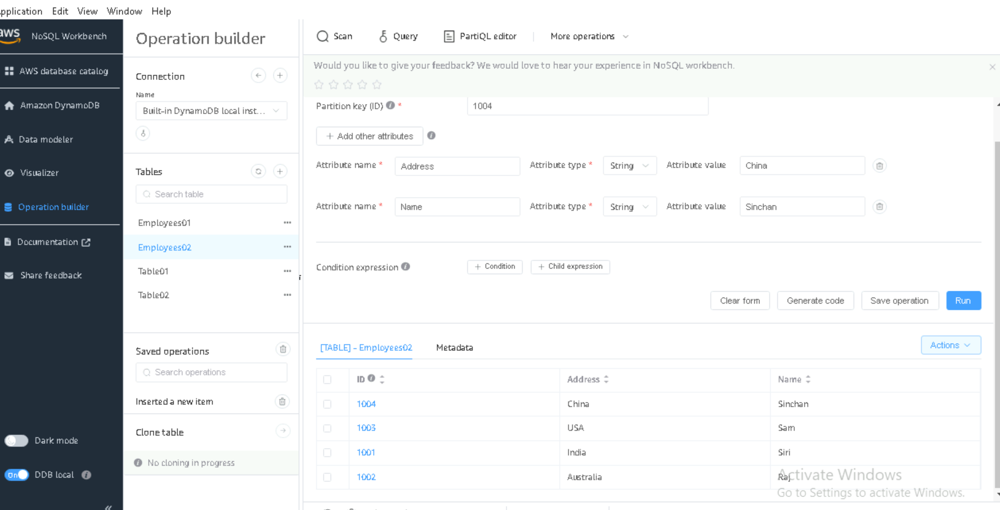 pplication Edit View Window Help
aws NoSQL Workbench
AWS database catalog
Amazon DynamoDB
Data modeler
Visualizer
Operation builder
Documentation
Share feedback
Dark mode
On DDB local
Operation builder
Connection
Name
Built-in DynamoDB local inst...
Tables
Search table
Employees01
Employees02
Table01
Table02
Saved operations
Search operations
Inserted a new item
Clone table
No cloning in progress
Scan Query PartiQL editor More operations
Would you like to give your feedback? We would love to hear your experience in NoSQL workbench.
Partition key (ID) * 1004
+ Add other attributes
Attribute name * Address Attribute type * String Attribute value China
Attribute name * Name Attribute type * String Attribute value Sinchan
Condition expression + Condition + Child expression
Clear form Generate code Save operation Run
[TABLE] - Employees02 Metadata Actions
ID Address Name
1004 China Sinchan
1003 USA Sam
1001 India Siri
1002 Australia Raj
Activate Windows
Go to Settings to activate Windows.